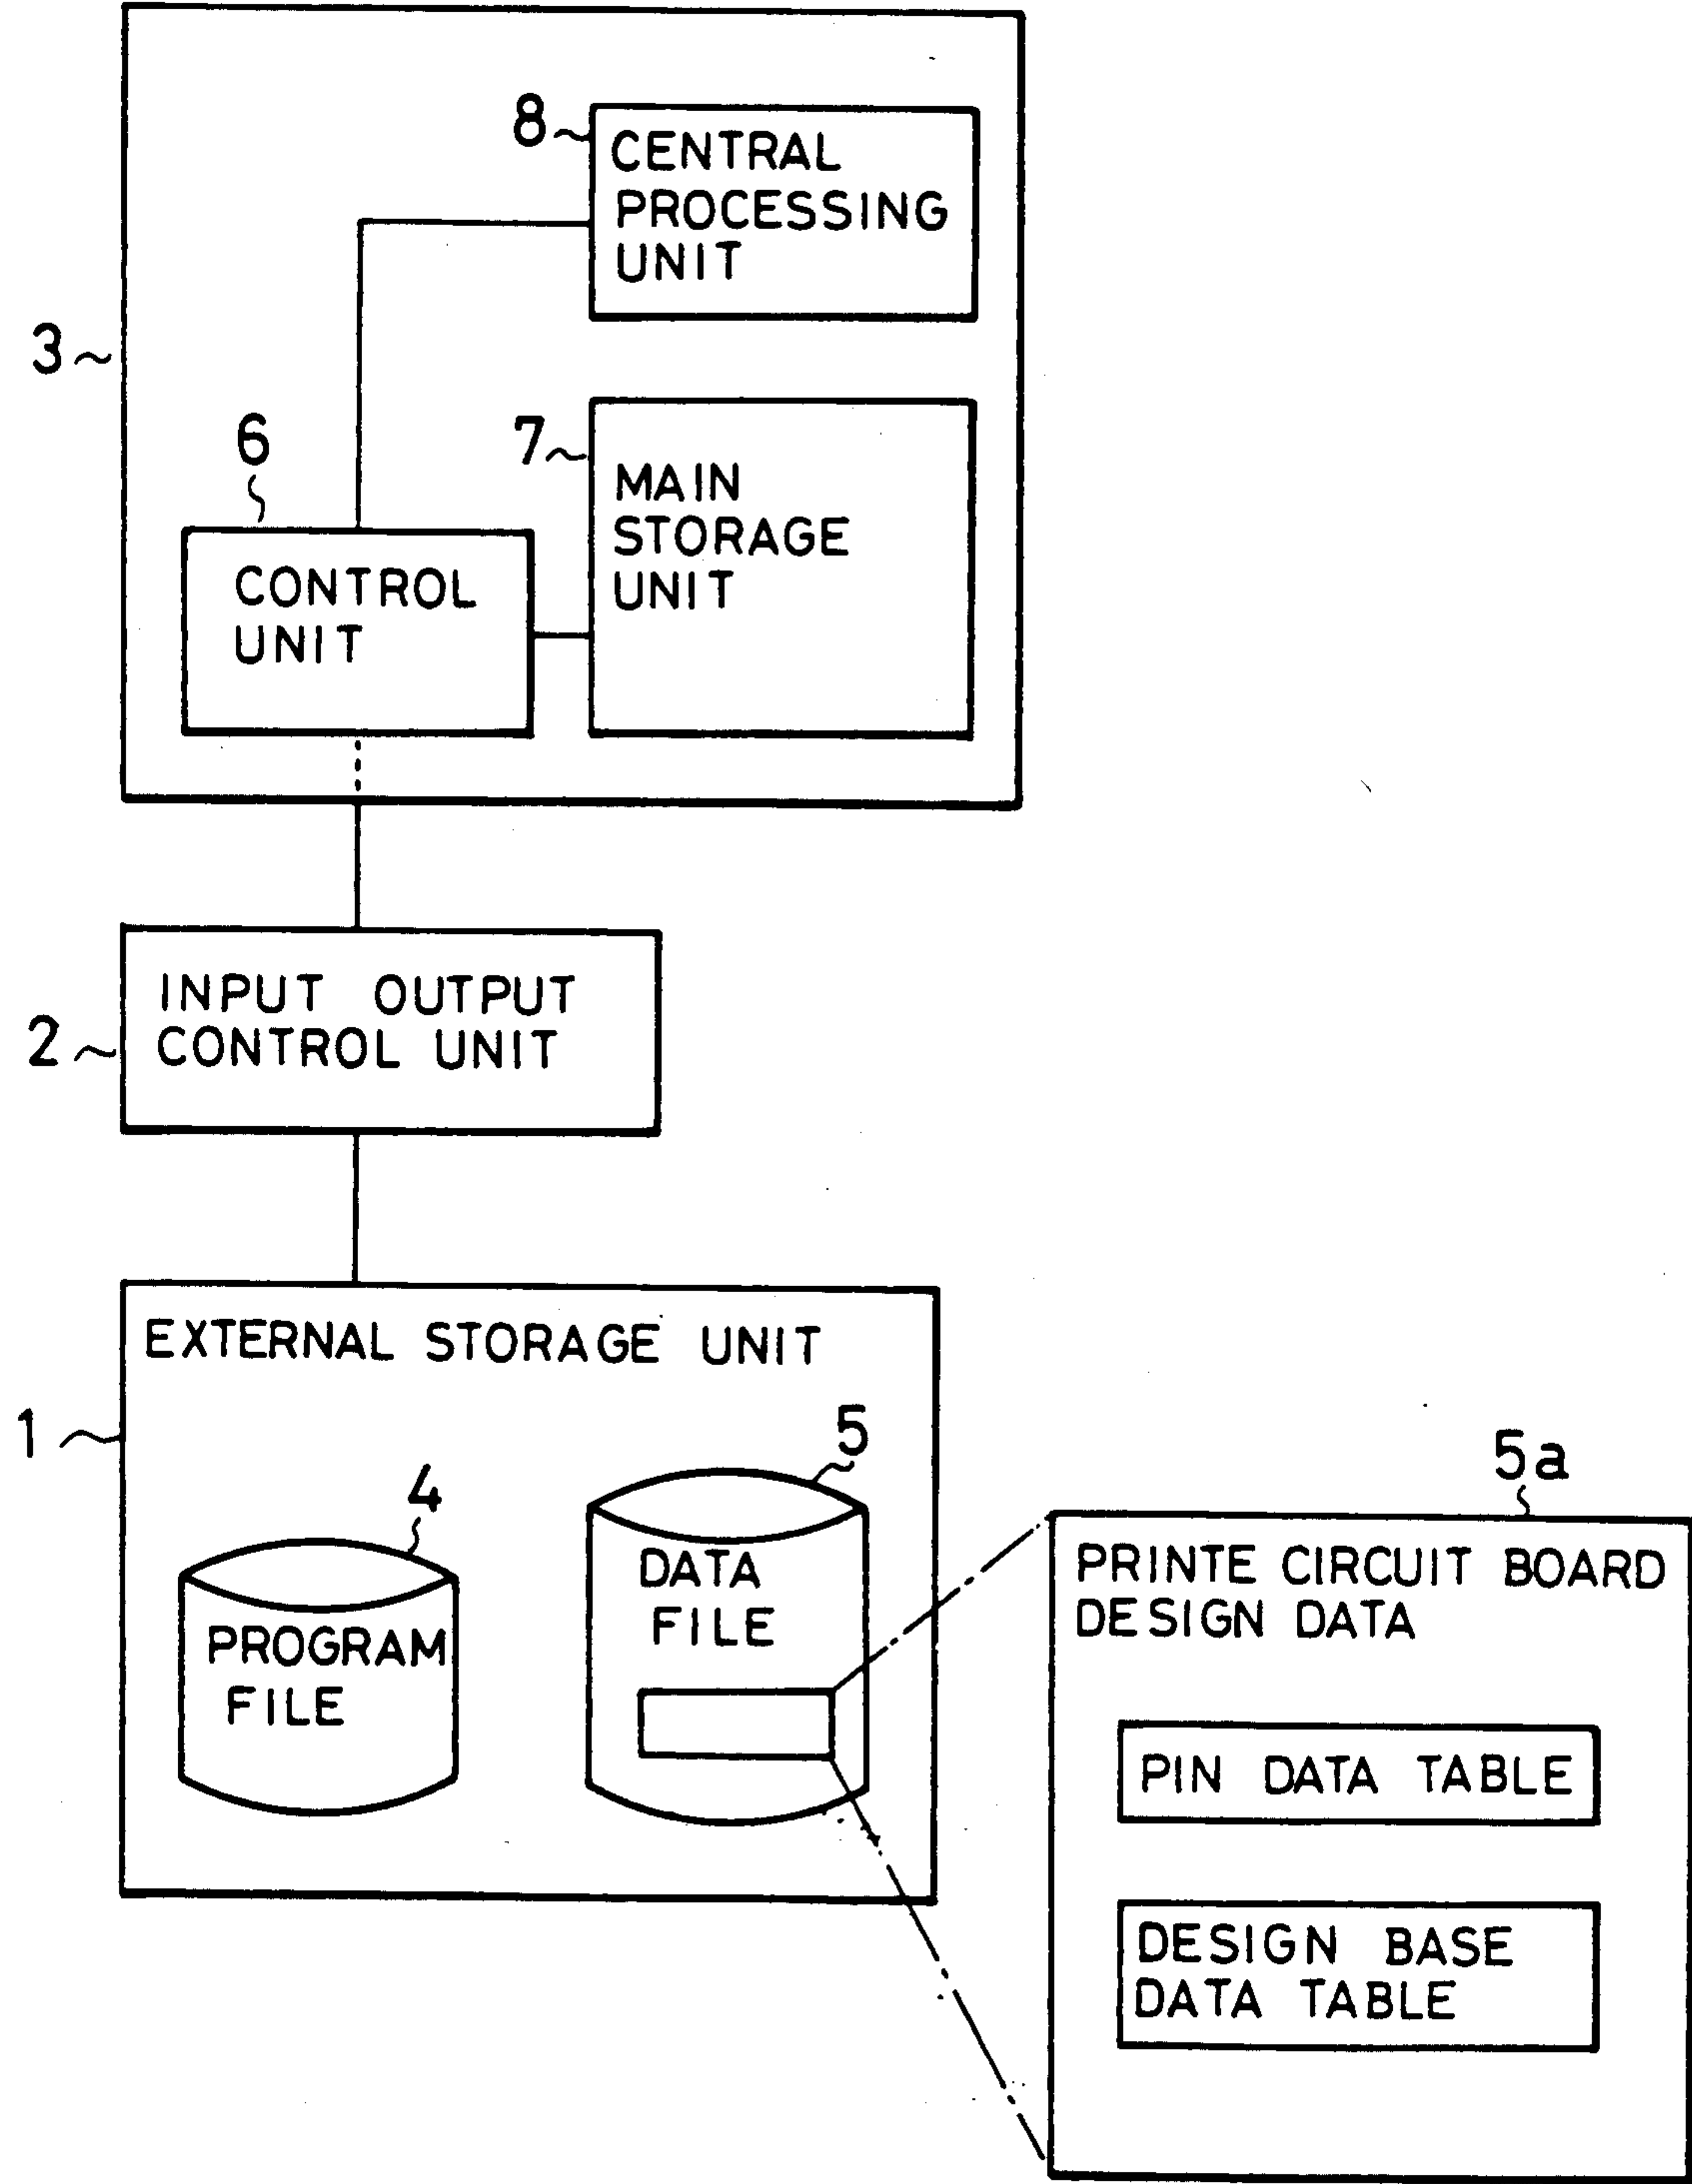 8
CENTRAL
PROCESSING
UNIT
3
6
7
MAIN
STORAGE
UNIT
CONTROL
UNIT
INPUT OUTPUT
CONTROL UNIT
2
EXTERNAL STORAGE UNIT
1
5
4
DATA
FILE
PROGRAM
FILE
5a
PRINTE CIRCUIT BOARD
DESIGN DATA
PIN DATA TABLE
DESIGN BASE
DATA TABLE